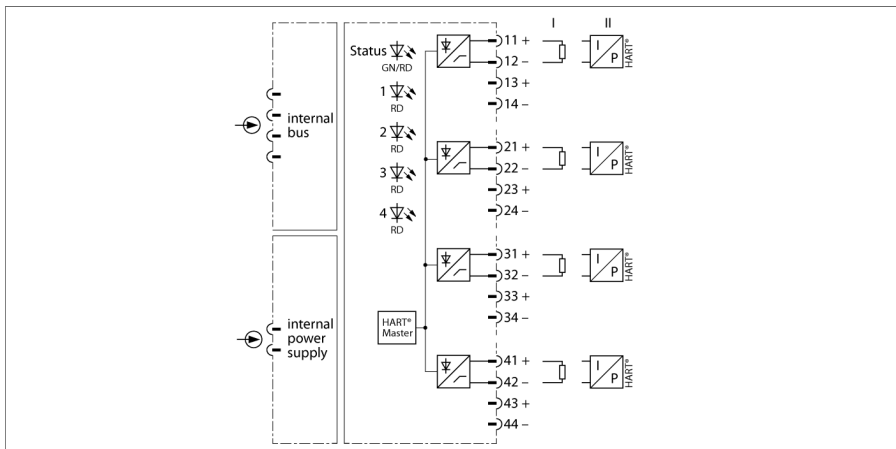 I II
Status
GN/RD
11 +
12 –
13 +
14 –
I
P
HART®
1
RD
internal
bus
2
RD
21 +
22 –
23 +
24 –
I
P
HART®
3
RD
4
RD
31 +
32 –
33 +
34 –
I
P
HART®
internal
power
supply
HART®
Master
41 +
42 –
43 +
44 –
I
P
HART®